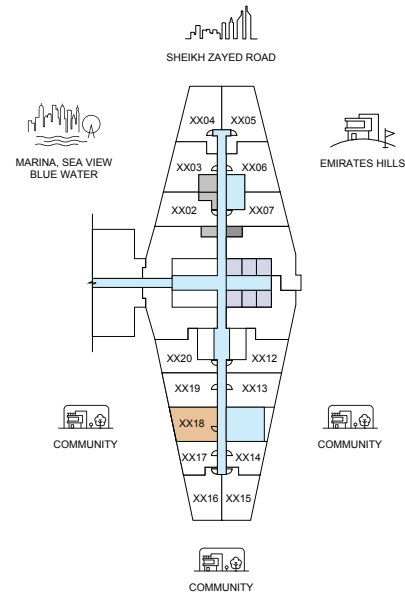 SHEIKH ZAYED ROAD
MARINA, SEA VIEW
BLUE WATER
EMIRATES HILLS
XX04
XX05
XX03
XX06
XX02
XX07
XX20
XX12
XX19
XX13
XX18
XX17
XX14
XX16
XX15
COMMUNITY
COMMUNITY
COMMUNITY